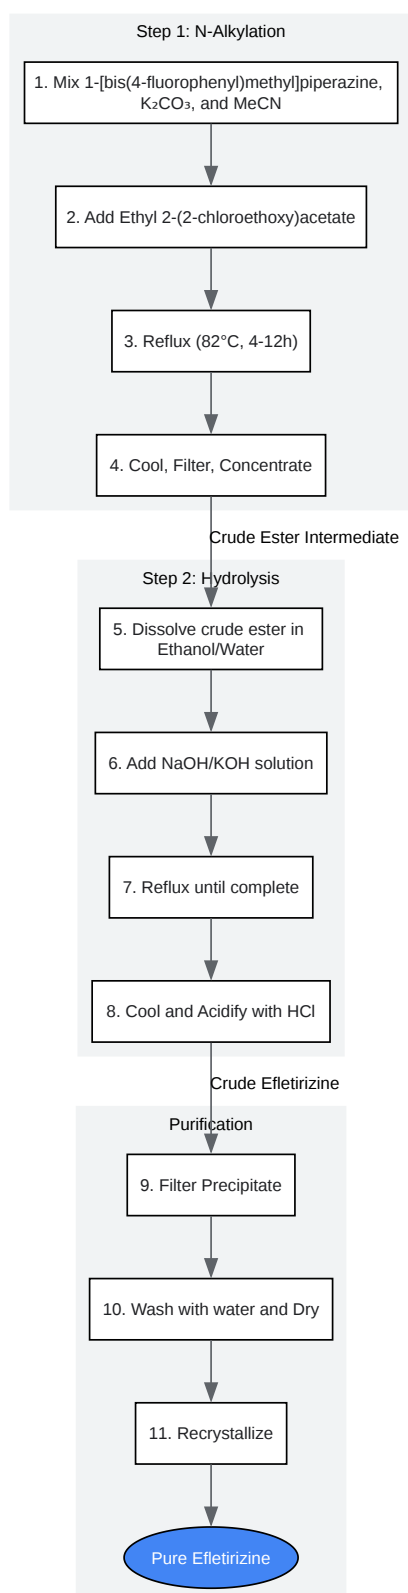 Step 1: N-Alkylation
1. Mix 1-[bis(4-fluorophenyl)methyl]piperazine,
K₂CO₃, and MeCN
2. Add Ethyl 2-(2-chloroethoxy)acetate
3. Reflux (82°C, 4-12h)
4. Cool, Filter, Concentrate
Crude Ester Intermediate
Step 2: Hydrolysis
5. Dissolve crude ester in
Ethanol/Water
6. Add NaOH/KOH solution
7. Reflux until complete
8. Cool and Acidify with HCl
Crude Efletirizine
Purification
9. Filter Precipitate
10. Wash with water and Dry
11. Recrystallize
Pure Efletirizine